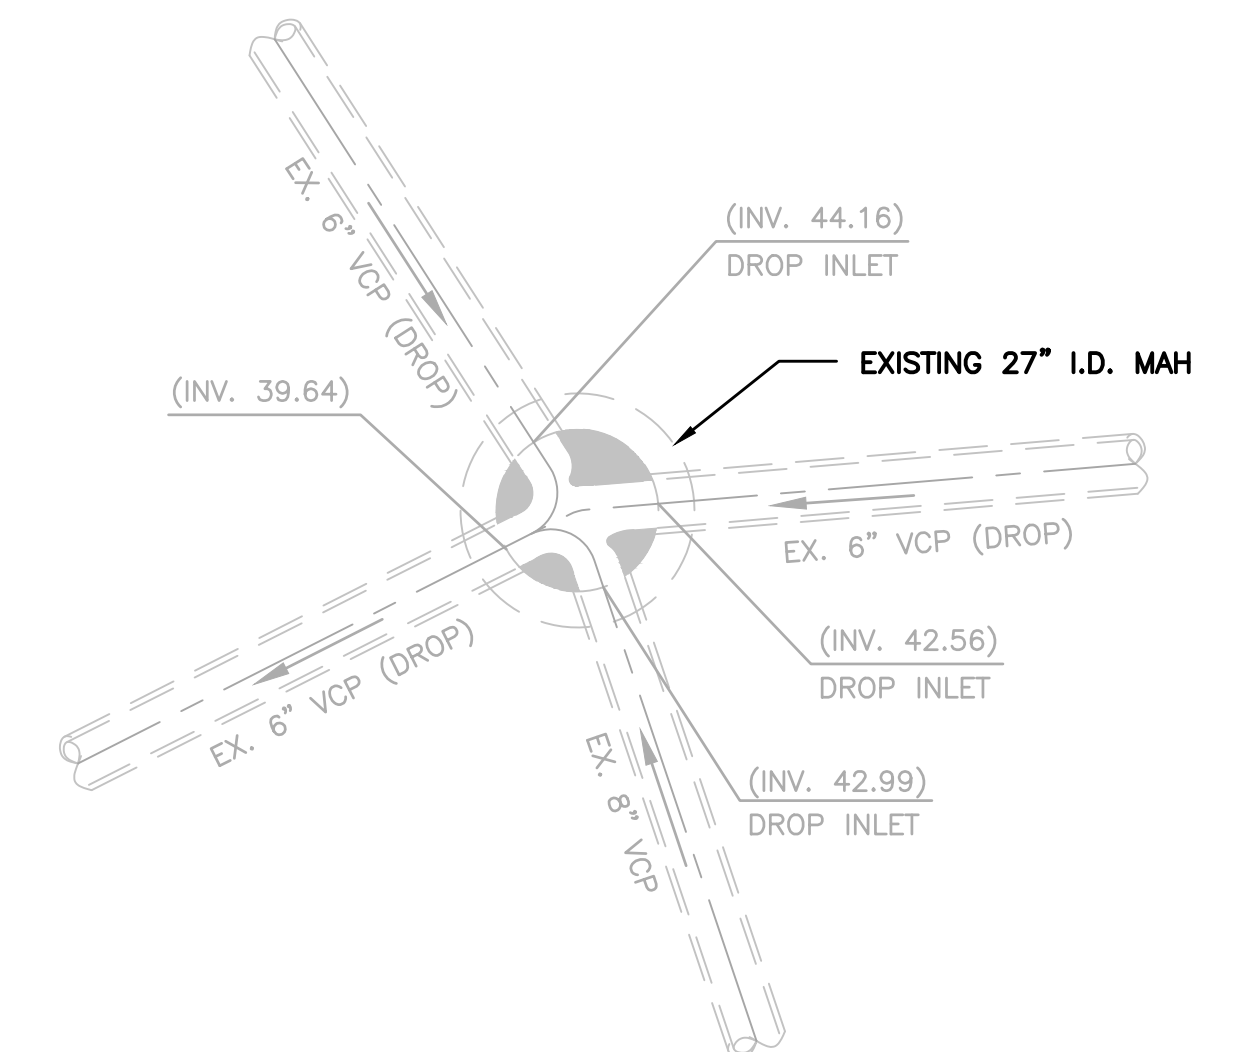 EX. 6" VCP (DROP)
(INV. 44.16)
DROP INLET
EXISTING 27" I.D. MAH
(INV. 39.64)
EX. 6" VCP (DROP)
(INV. 42.56)
DROP INLET
EX. 6" VCP (DROP)
(INV. 42.99)
DROP INLET
EX. 8" VCP